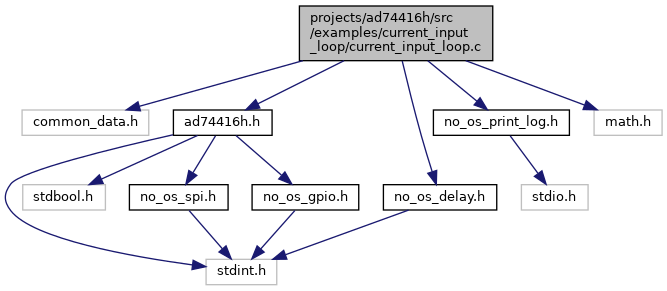 projects/ad74416h/src
/examples/current_input
_loop/current_input_loop.c
common_data.h
ad74416h.h
no_os_print_log.h
math.h
stdbool.h
no_os_spi.h
no_os_gpio.h
no_os_delay.h
stdio.h
stdint.h